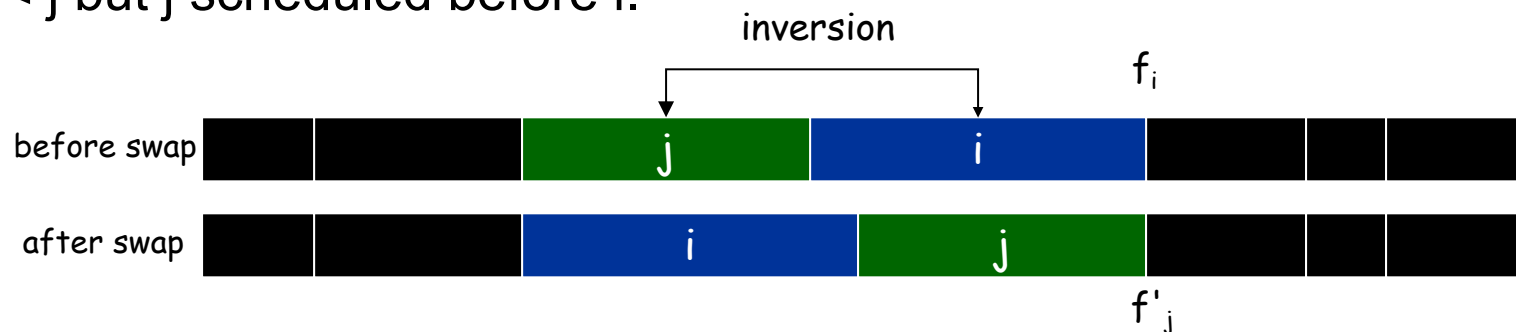 j but j scheduled before i.
inversion
fi
before swap j i
after swap i j
f'j